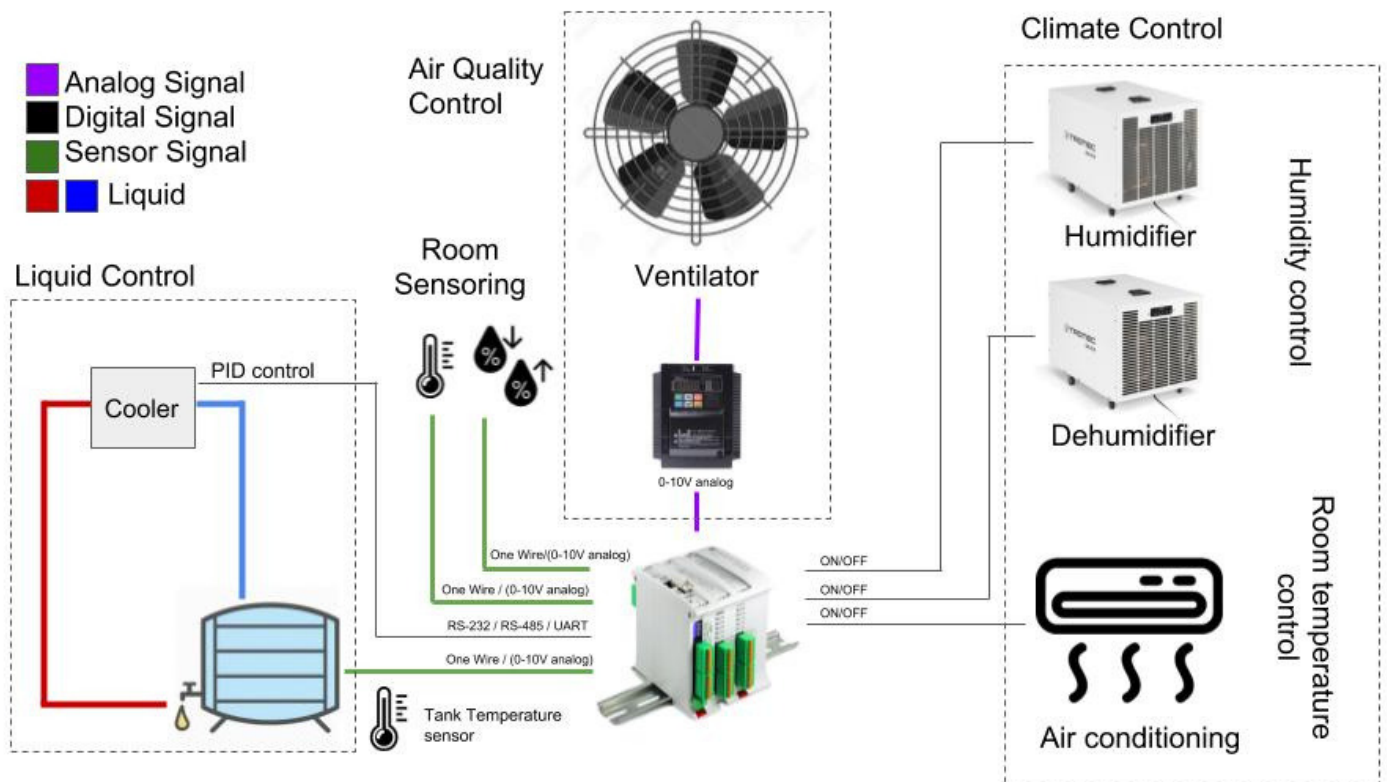 Analog Signal
Digital Signal
Sensor Signal
Liquid
Air Quality
Control
Climate Control
Liquid Control
Room
Sensoring
Ventilator
Humidifier
Humidity control
Dehumidifier
PID control
Cooler
0-10V analog
One Wire/(0-10V analog)
One Wire / (0-10V analog)
RS-232 / RS-485 / UART
One Wire / (0-10V analog)
ON/OFF
ON/OFF
ON/OFF
Tank Temperature
sensor
Air conditioning
Room temperature
control
%
%